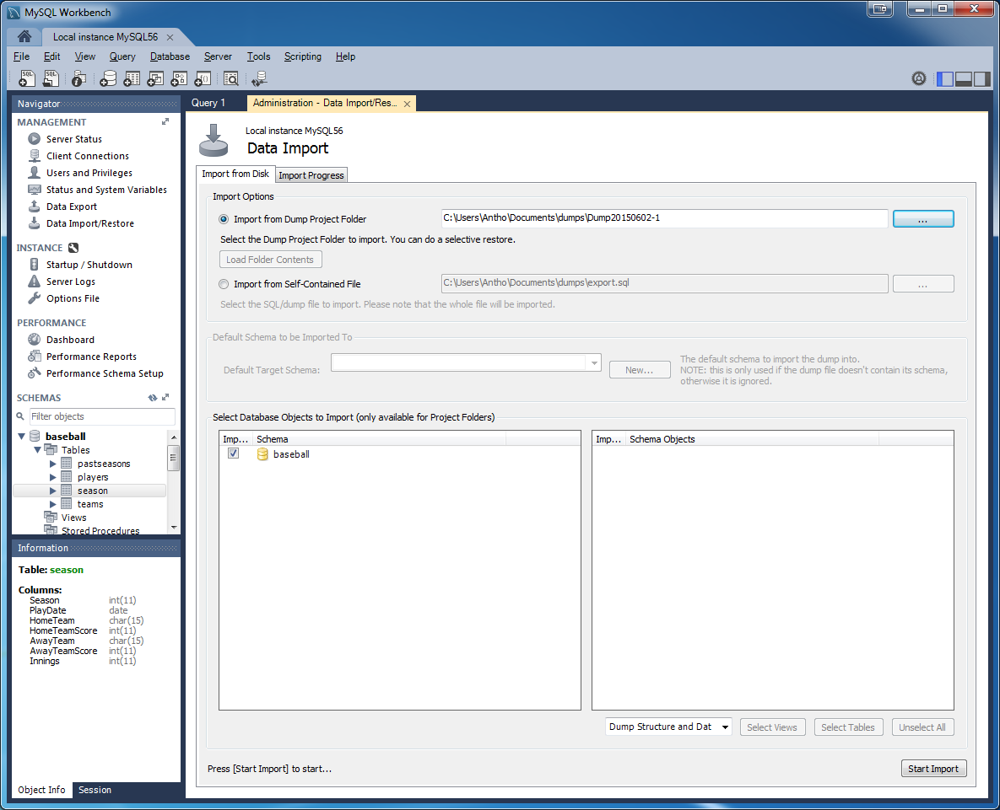 MySQL Workbench
Local instance MySQL56
File Edit View Query Database Server Tools Scripting Help
Navigator
MANAGEMENT
Server Status
Client Connections
Users and Privileges
Status and System Variables
Data Export
Data Import/Restore
INSTANCE
Startup / Shutdown
Server Logs
Options File
PERFORMANCE
Dashboard
Performance Reports
Performance Schema Setup
SCHEMAS
Filter objects
baseball
Tables
pastseasons
players
season
teams
Views
Stored Procedures
Information
Table: season
Columns:
Season int(11)
PlayDate date
HomeTeam char(15)
HomeTeamScore int(11)
AwayTeam char(15)
AwayTeamScore int(11)
Innings int(11)
Object Info Session
Query 1 Administration - Data Import/Res...
Local instance MySQL56
Data Import
Import from Disk Import Progress
Import Options
Import from Dump Project Folder C:\Users\Antho\Documents\dumps\Dump20150602-1 ...
Select the Dump Project Folder to import. You can do a selective restore.
Load Folder Contents
Import from Self-Contained File C:\Users\Antho\Documents\dumps\export.sql ...
Select the SQL/dump file to import. Please note that the whole file will be imported.
Default Schema to be Imported To
Default Target Schema: New...
The default schema to import the dump into.
NOTE: this is only used if the dump file doesn't contain its schema,
otherwise it is ignored.
Select Database Objects to Import (only available for Project Folders)
Imp... Schema
baseball
Imp... Schema Objects
Dump Structure and Dat Select Views Select Tables Unselect All
Press [Start Import] to start... Start Import